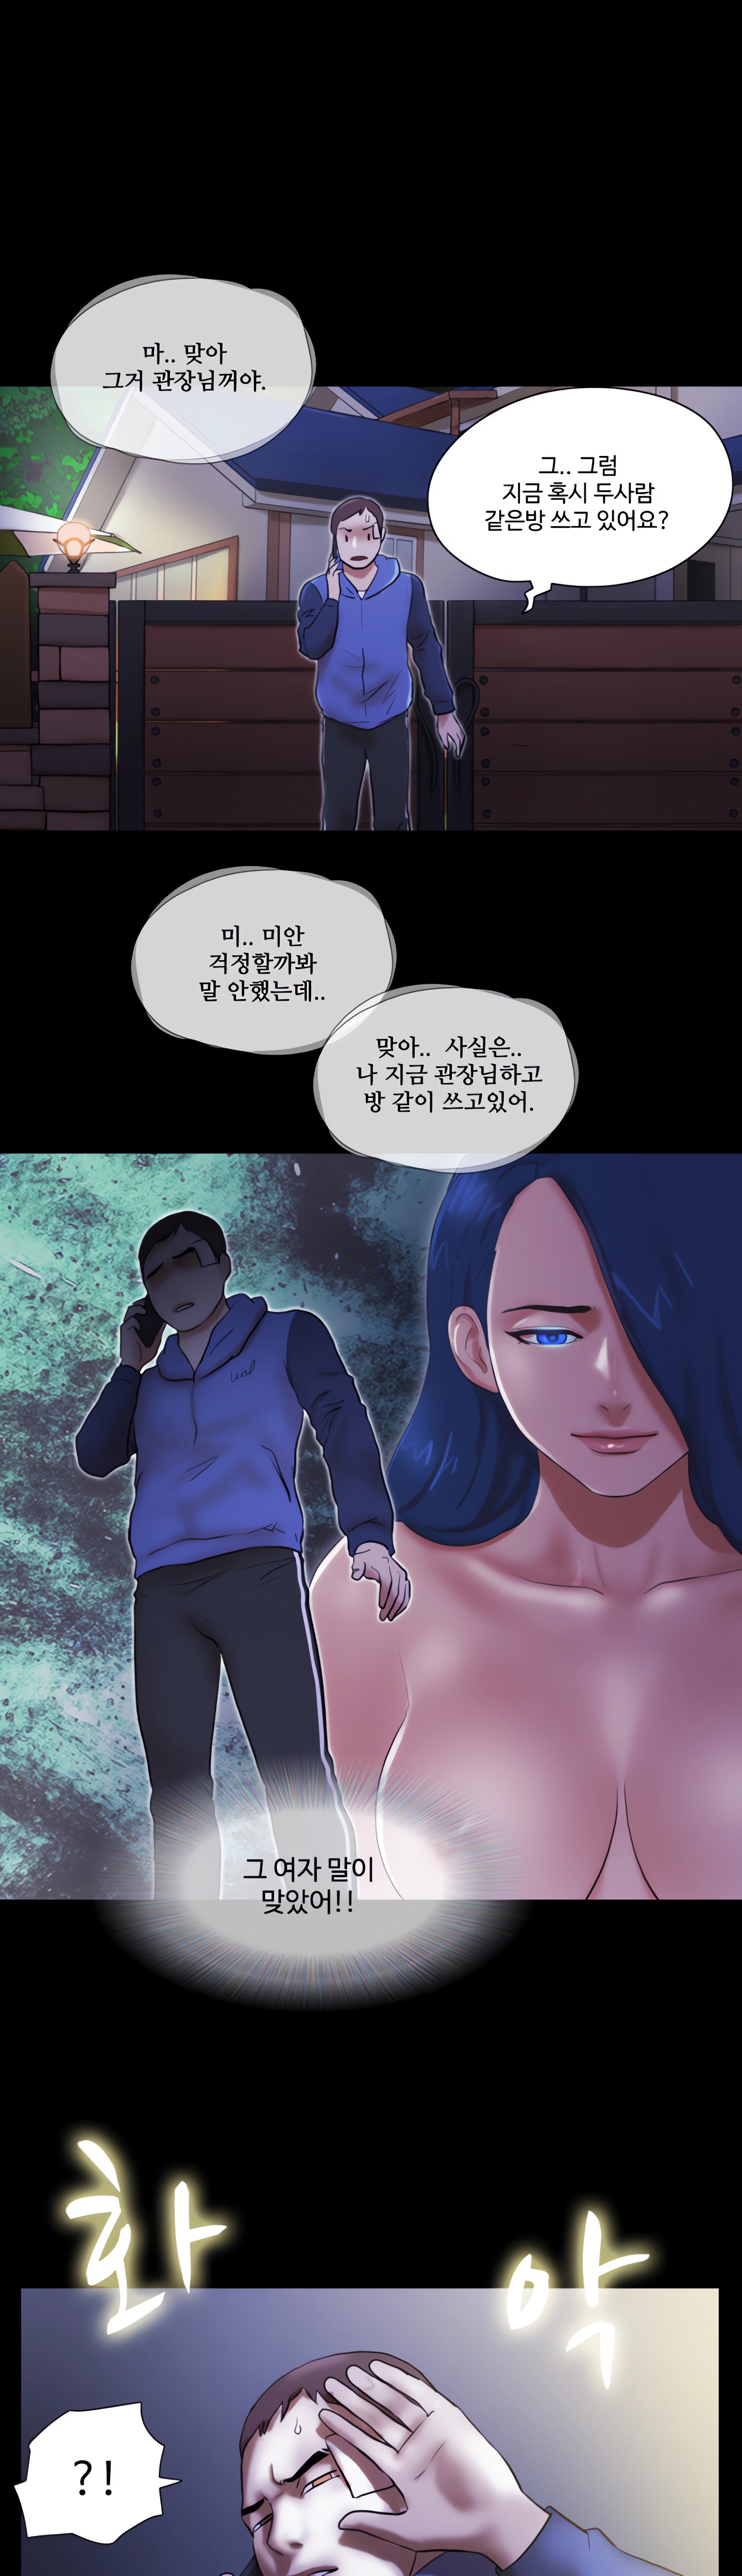 마.. 맞아
그거 관장님꺼야.
그.. 그럼
지금 혹시 두사람
같은방 쓰고 있어요?
미.. 미안
걱정할까봐
말 안했는데..
맞아.. 사실은..
나 지금 관장님하고
방 같이 쓰고있어.
그 여자 말이
맞았어!!
화
악
?!